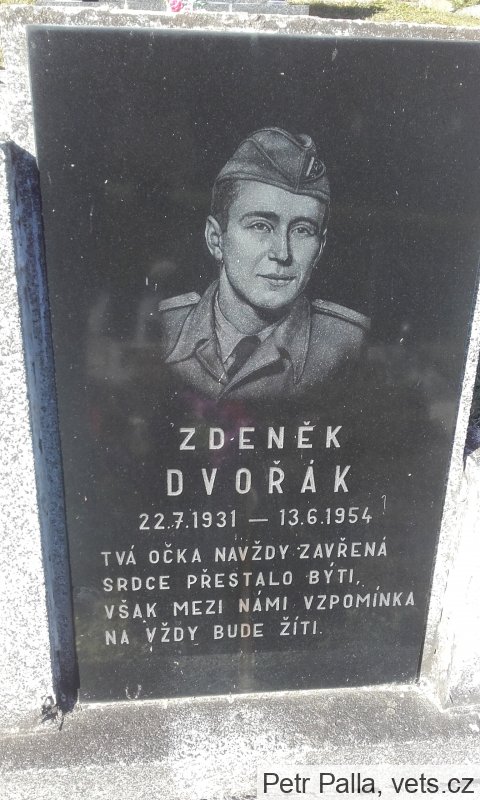 ZDENĚK
DVOŘÁK
22.7.1931 — 13.6.1954
TVÁ OČKA NAVŽDY ZAVŘENÁ
SRDCE PŘESTALO BÝTI,
VŠAK MEZI NÁMI VZPOMÍNKA
NA VŽDY BUDE ŽÍTI.
Petr Palla, vets.cz